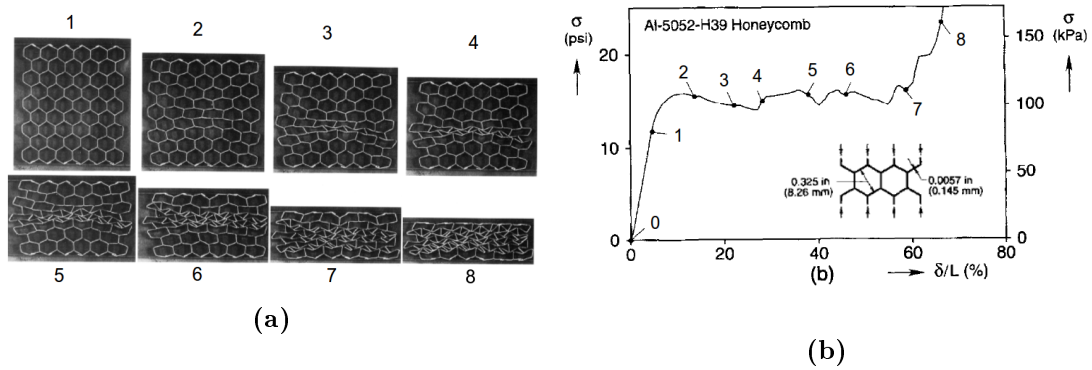 1
2
3
4
5
6
7
8
(a)
σ
(psi)
Al-5052-H39 Honeycomb
σ
(kPa)
20
10
0
150
100
50
0
0
1
2
3
4
5
6
7
8
0.325 in
(8.26 mm)
0.0057 in
(0.145 mm)
0
20
40
60
80
(b)
δ/L (%)
(b)